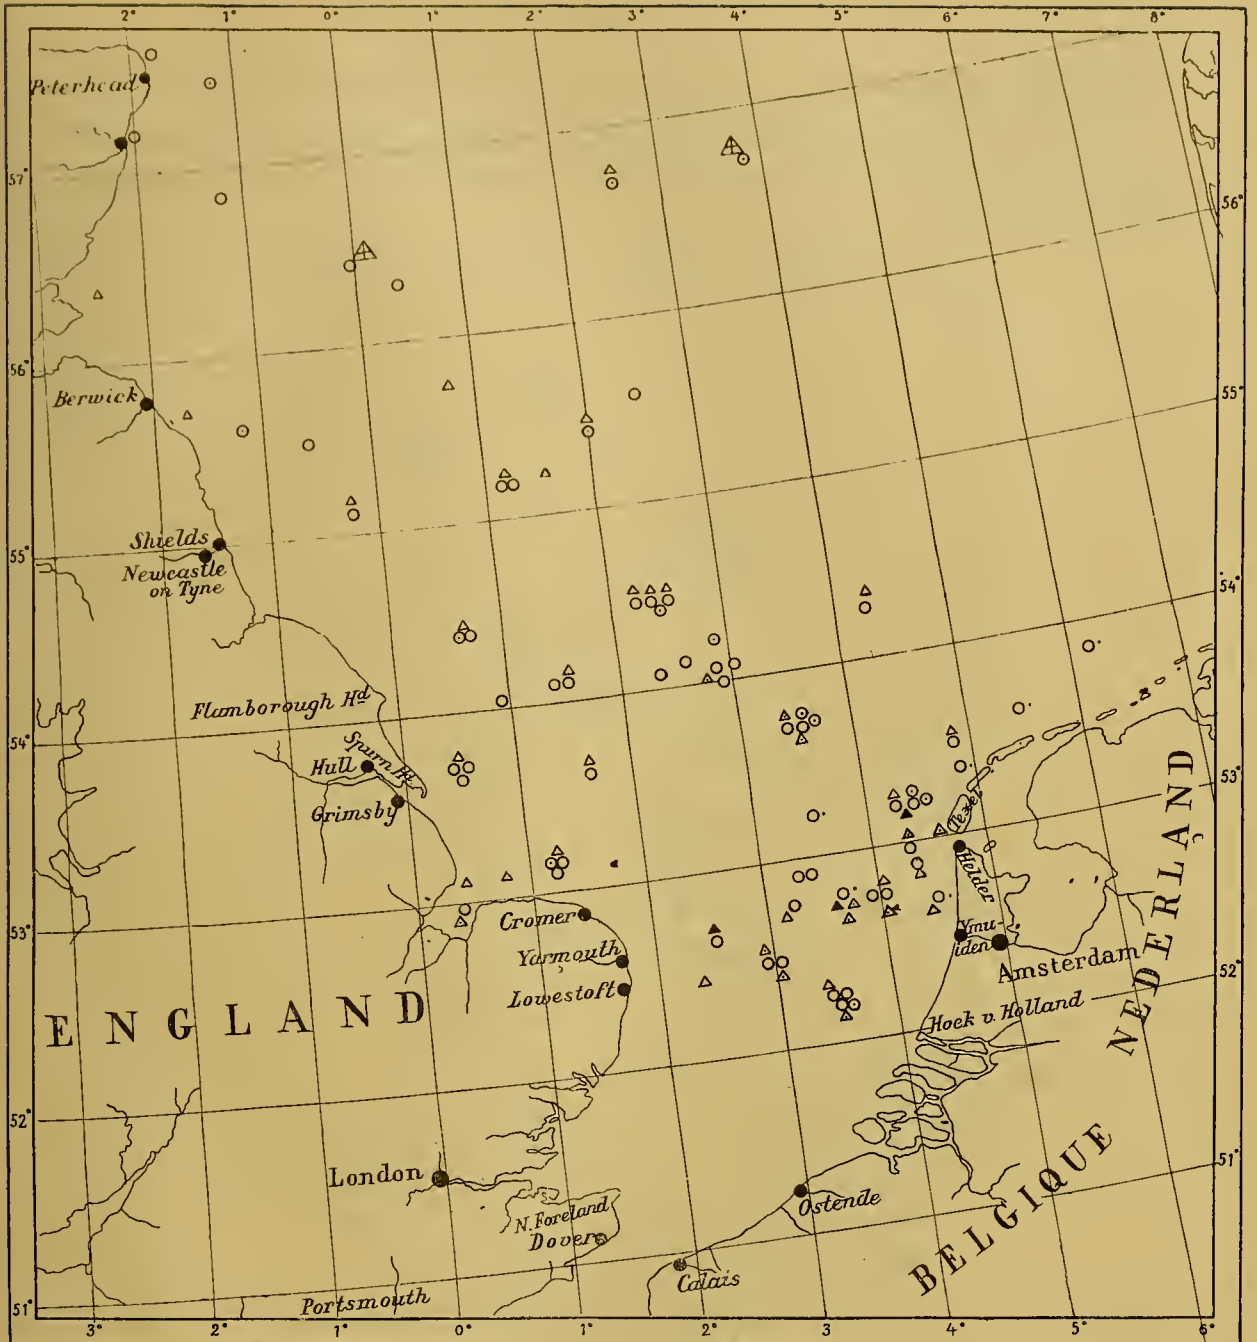 2° 1° 0° 1° 2° 3° 4° 5° 6° 7° 8°
Peterhead
57°
56°
56°
Berwick
55°
Shields
55°
Newcastle
on Tyne
54°
Flamborough Hd
54°
Spurn Hd
Hull
Grimsby
53°
Texel
Helder
Cromer
53°
Yarmouth
Ymu-
iden
Amsterdam
52°
Lowestoft
ENGLAND
Hoek v. Holland
NEDERLAND
52°
51°
London
Ostende
BELGIQUE
N. Foreland
Dover
Calais
Portsmouth
51°
3° 2° 1° 0° 1° 2° 3° 4° 5° 6°